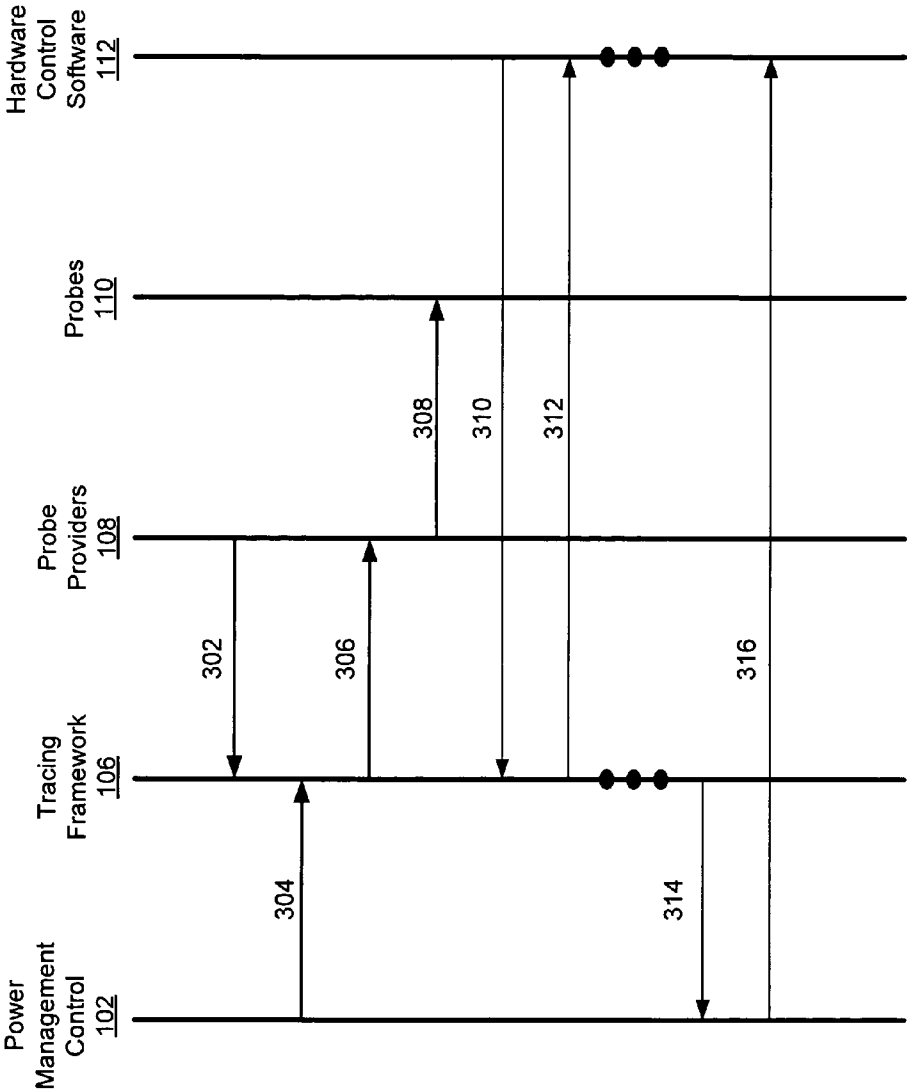 Power
Management
Control
102
Tracing
Framework
106
Probe
Providers
108
Probes
110
Hardware
Control
Software
112
302
304
306
308
310
312
314
316